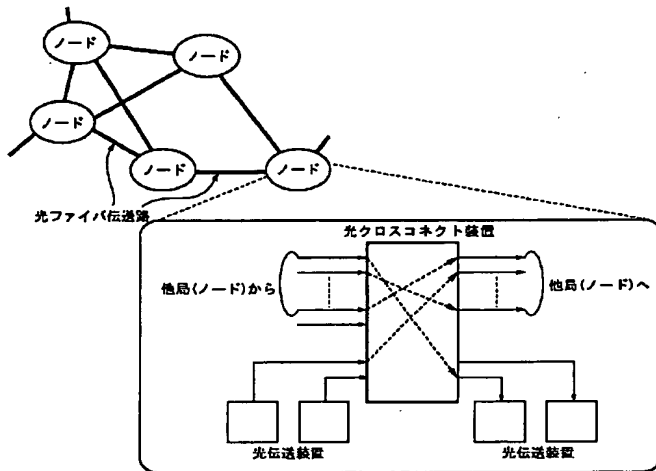 ノード
ノード
ノード
ノード
ノード
光ファイバ伝送路
光クロスコネクト装置
他局(ノード)から
他局(ノード)へ
光伝送装置
光伝送装置